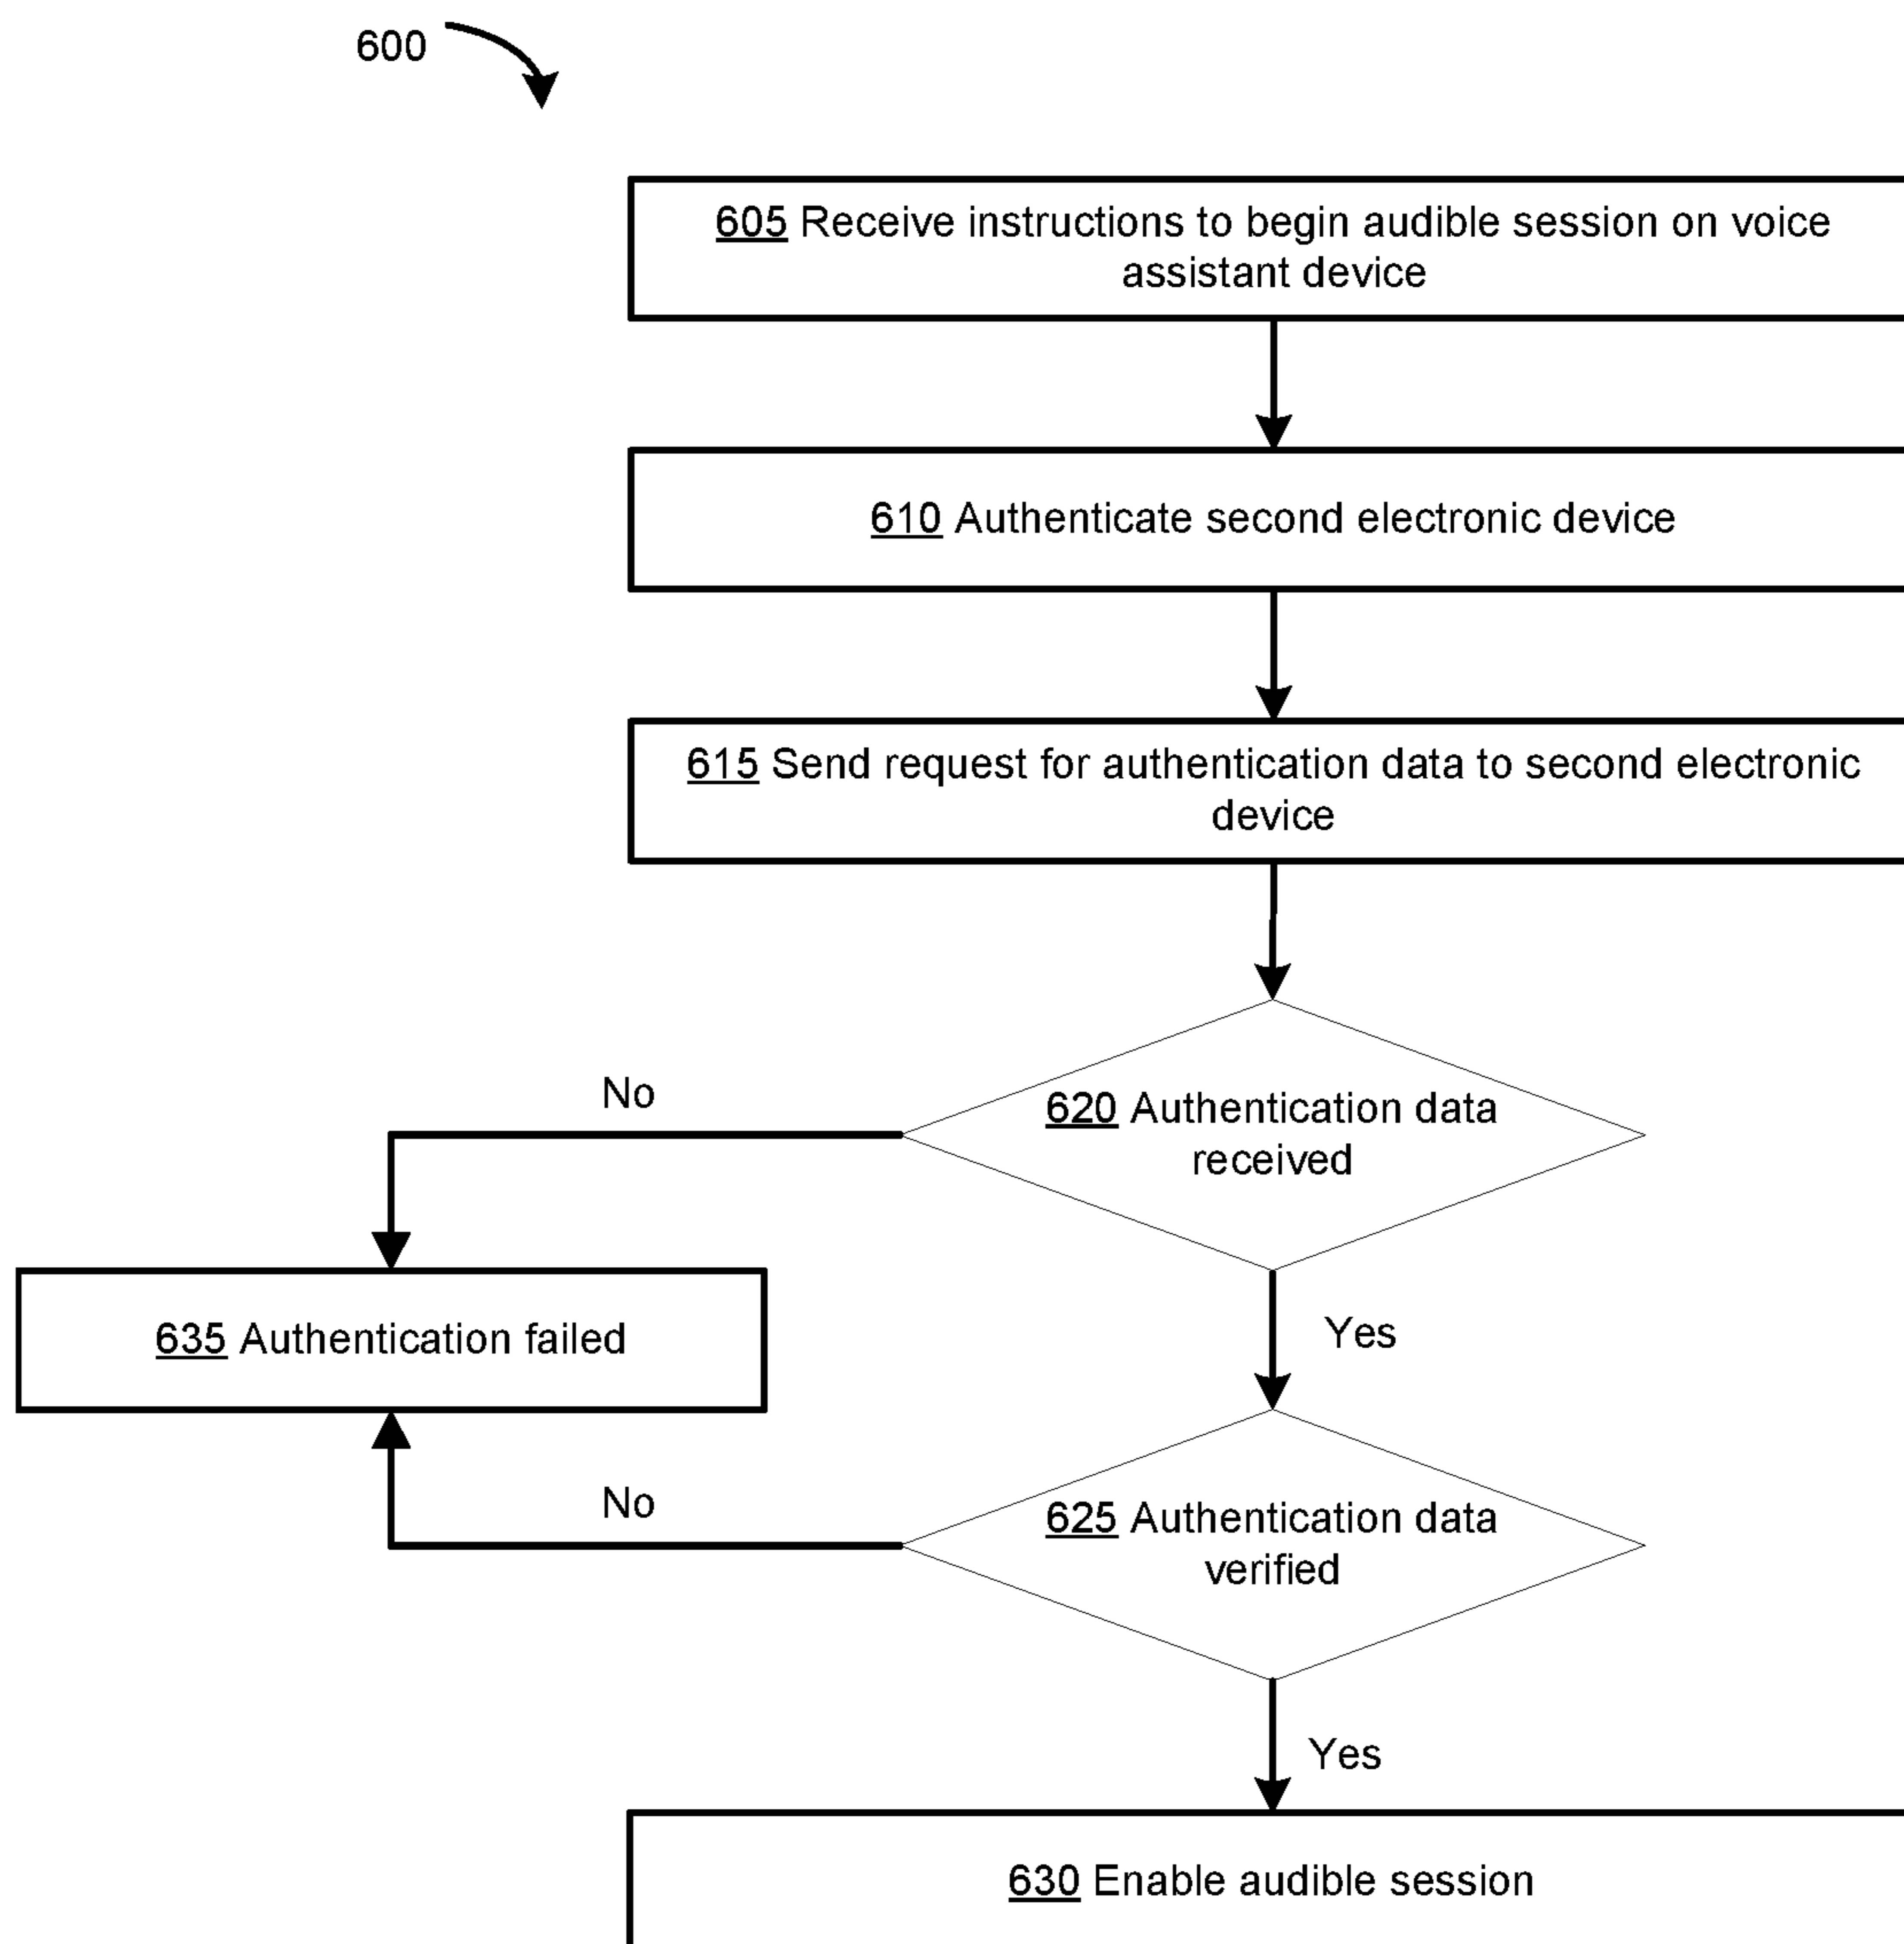 600
605 Receive instructions to begin audible session on voice
assistant device
610 Authenticate second electronic device
615 Send request for authentication data to second electronic
device
No
620 Authentication data
received
635 Authentication failed
Yes
No
625 Authentication data
verified
Yes
630 Enable audible session